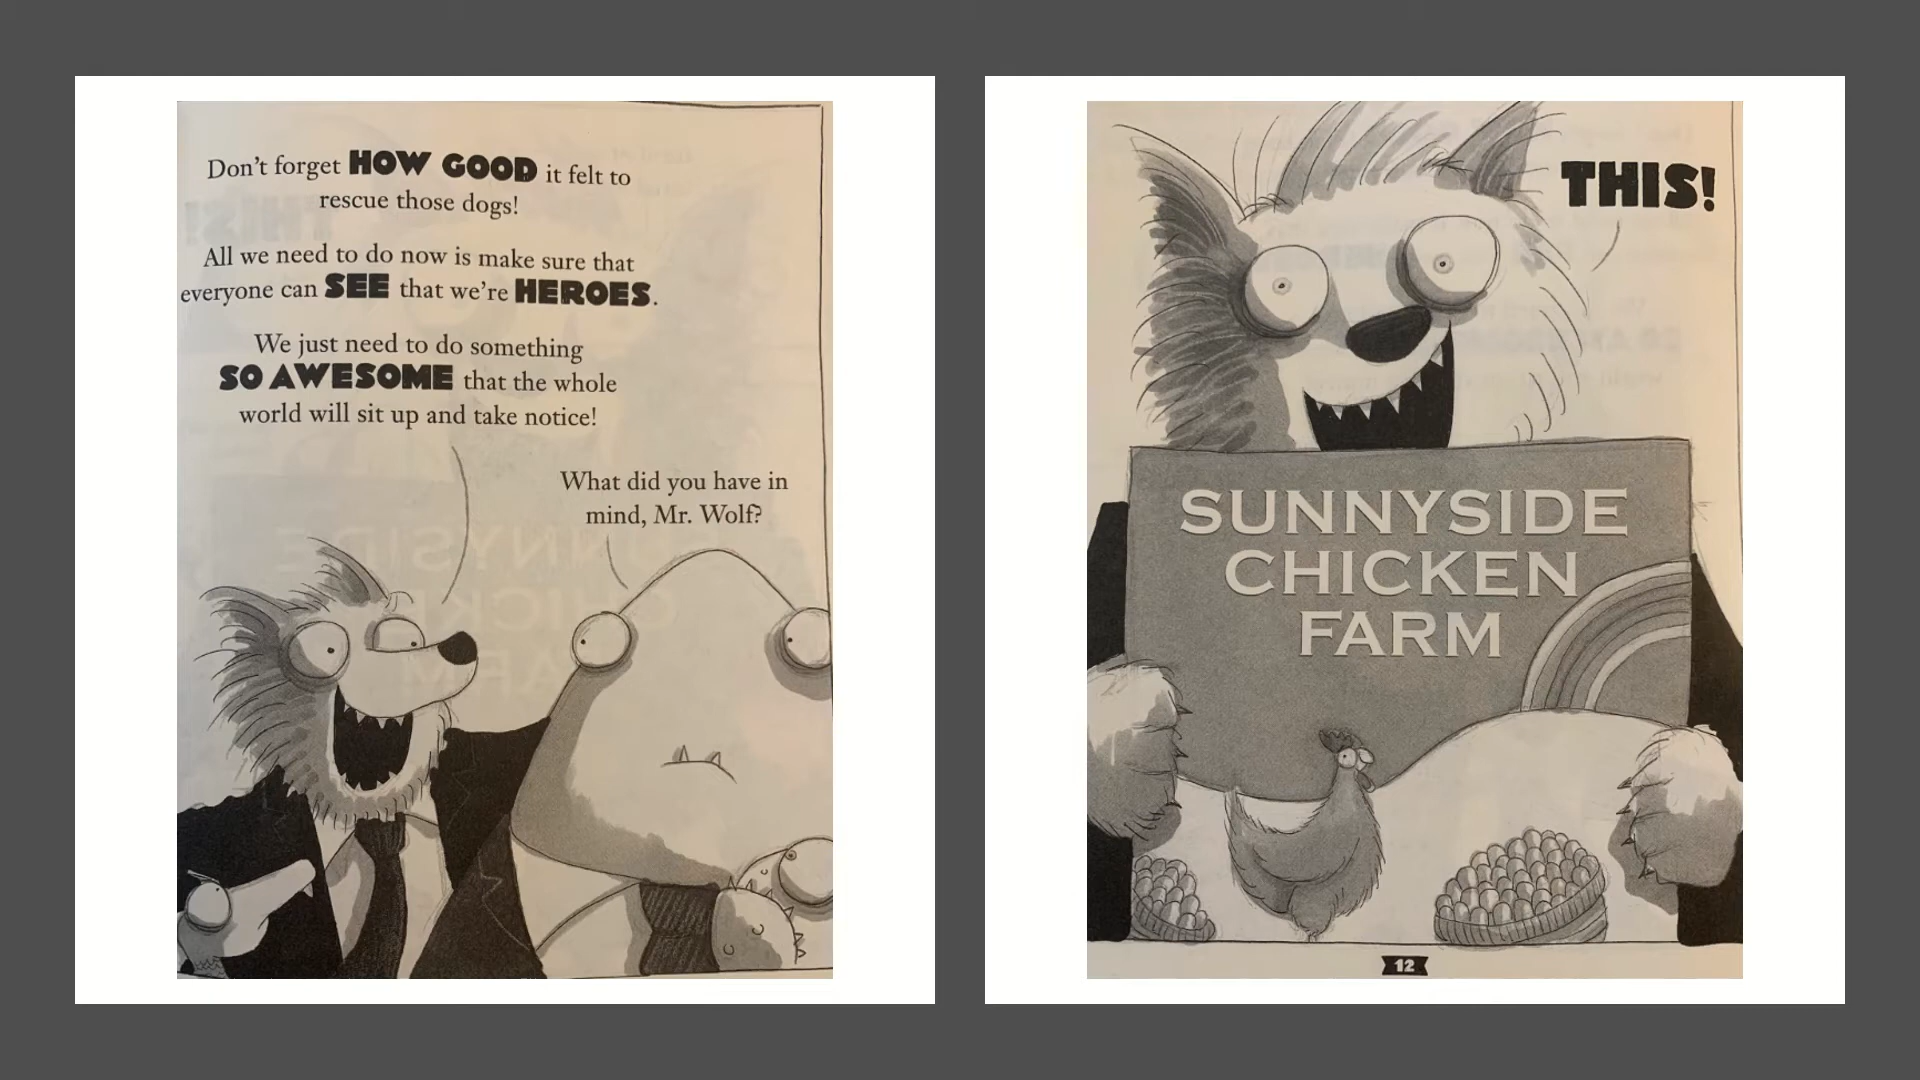 Don't forget HOW GOOD it felt to
rescue those dogs!
All we need to do now is make sure that
everyone can SEE that we're HEROES.
We just need to do something
SO AWESOME that the whole
world will sit up and take notice!
What did you have in
mind, Mr. Wolf?
THIS!
SUNNYSIDE
CHICKEN
FARM
12